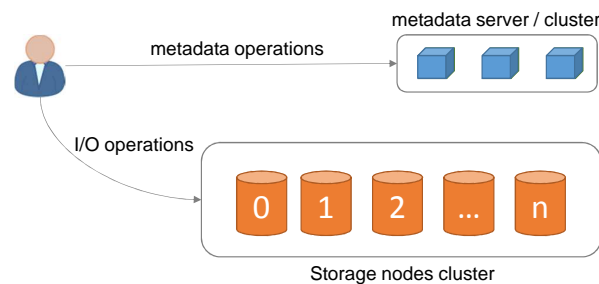 metadata server / cluster
metadata operations
I/O operations
0 1 2 ... n
Storage nodes cluster